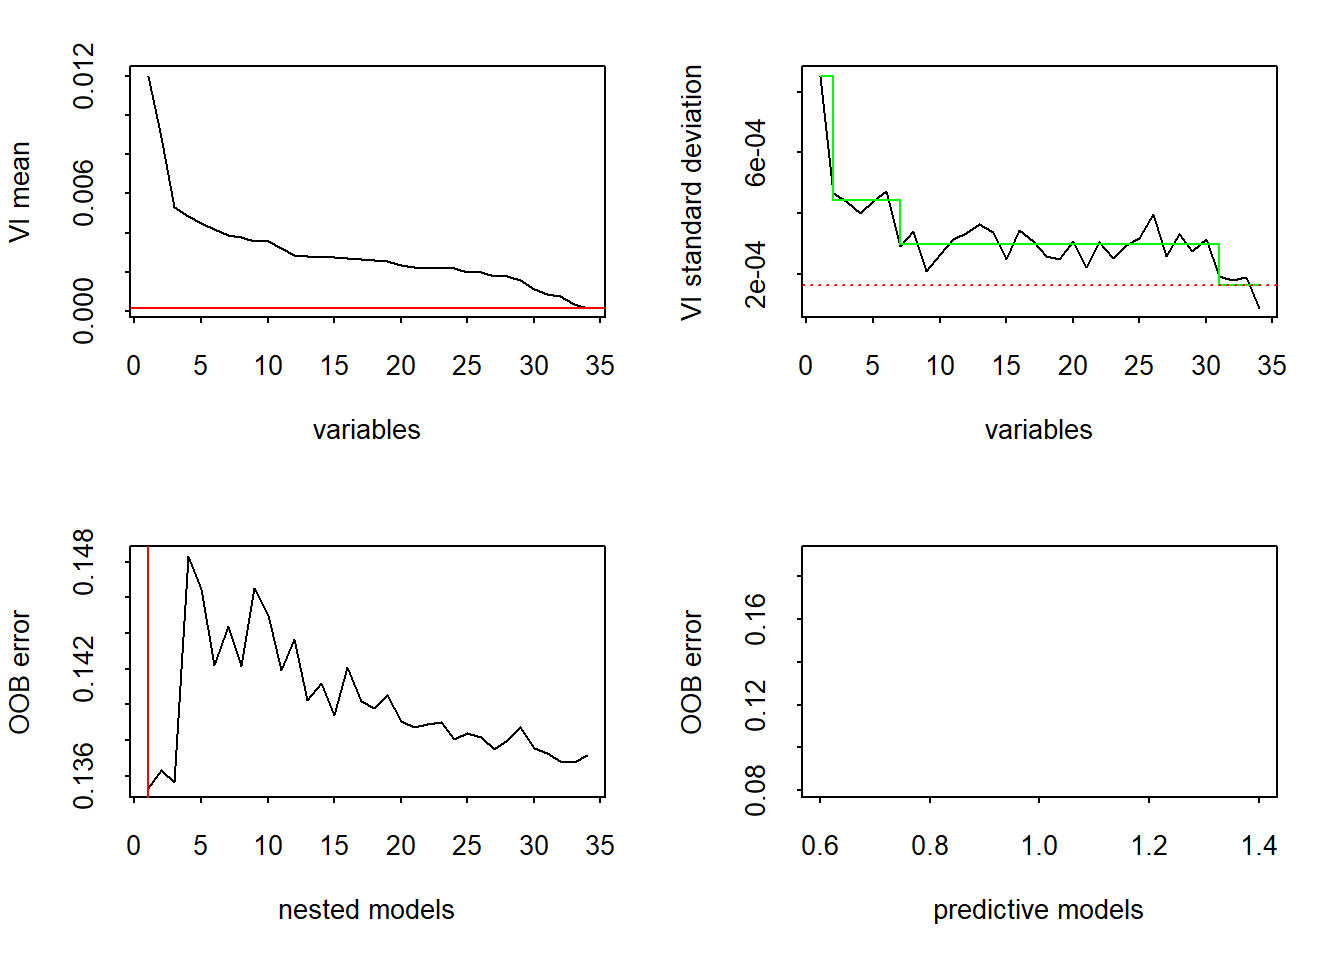 VI mean
0.000 0.006 0.012
0 5 10 15 20 25 30 35
variables
VI standard deviation
2e-04 6e-04
0 5 10 15 20 25 30 35
variables
OOB error
0.136 0.142 0.148
0 5 10 15 20 25 30 35
nested models
OOB error
0.08 0.12 0.16
0.6 0.8 1.0 1.2 1.4
predictive models